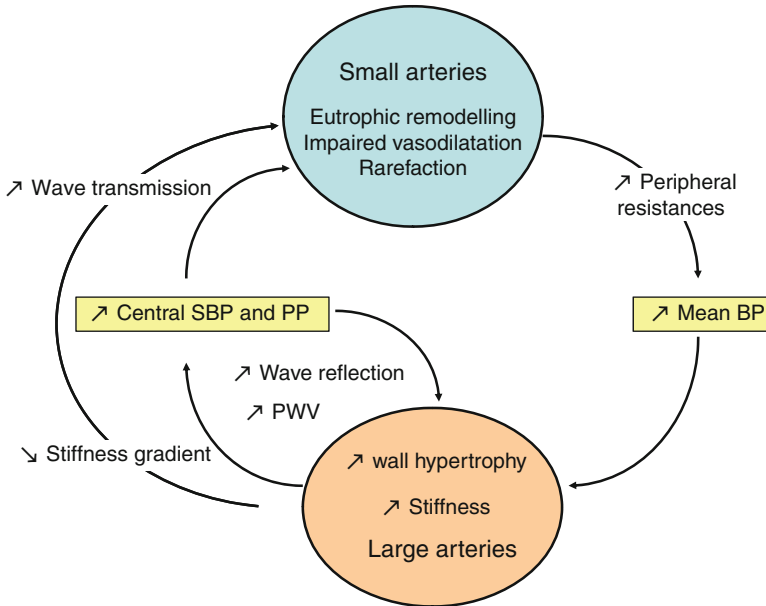 Small arteries
Eutrophic remodelling
Impaired vasodilatation
Rarefaction
↗ Wave transmission
↗ Peripheral
resistances
↗ Central SBP and PP
↗ Mean BP
↗ Wave reflection
↗ PWV
↘ Stiffness gradient
↗ wall hypertrophy
↗ Stiffness
Large arteries